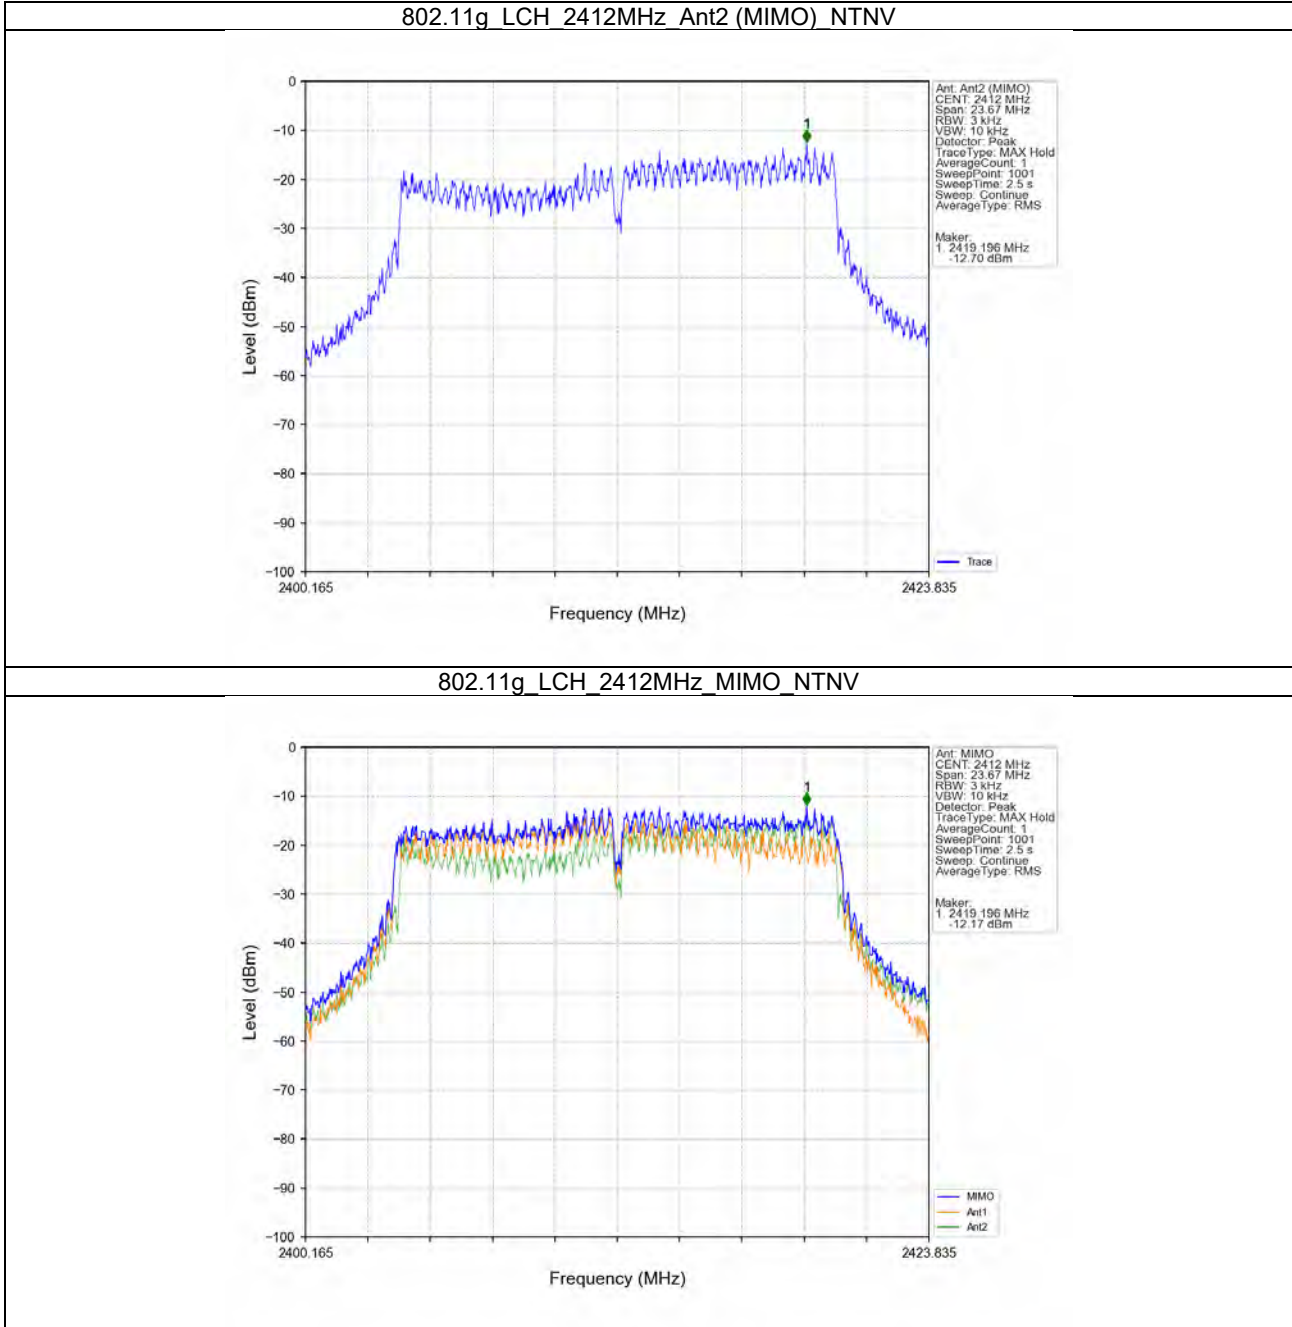 802.11g_LCH_2412MHz_Ant2 (MIMO)_NTNV
0
−10
−20
−30
−40
−50
−60
−70
−80
−90
−100
Level (dBm)
1
2400.165
2423.835
Frequency (MHz)
Ant: Ant2 (MIMO)
CENT: 2412 MHz
Span: 23.67 MHz
RBW: 3 kHz
VBW: 10 kHz
Detector: Peak
TraceType: MAX Hold
AverageCount: 1
SweepPoint: 1001
SweepTime: 2.5 s
Sweep: Continue
AverageType: RMS
Maker:
1. 2419.196 MHz
-12.70 dBm
Trace
802.11g_LCH_2412MHz_MIMO_NTNV
0
−10
−20
−30
−40
−50
−60
−70
−80
−90
−100
Level (dBm)
1
2400.165
2423.835
Frequency (MHz)
Ant: MIMO
CENT: 2412 MHz
Span: 23.67 MHz
RBW: 3 kHz
VBW: 10 kHz
Detector: Peak
TraceType: MAX Hold
AverageCount: 1
SweepPoint: 1001
SweepTime: 2.5 s
Sweep: Continue
AverageType: RMS
Maker:
1. 2419.196 MHz
-12.17 dBm
MIMO
Ant1
Ant2